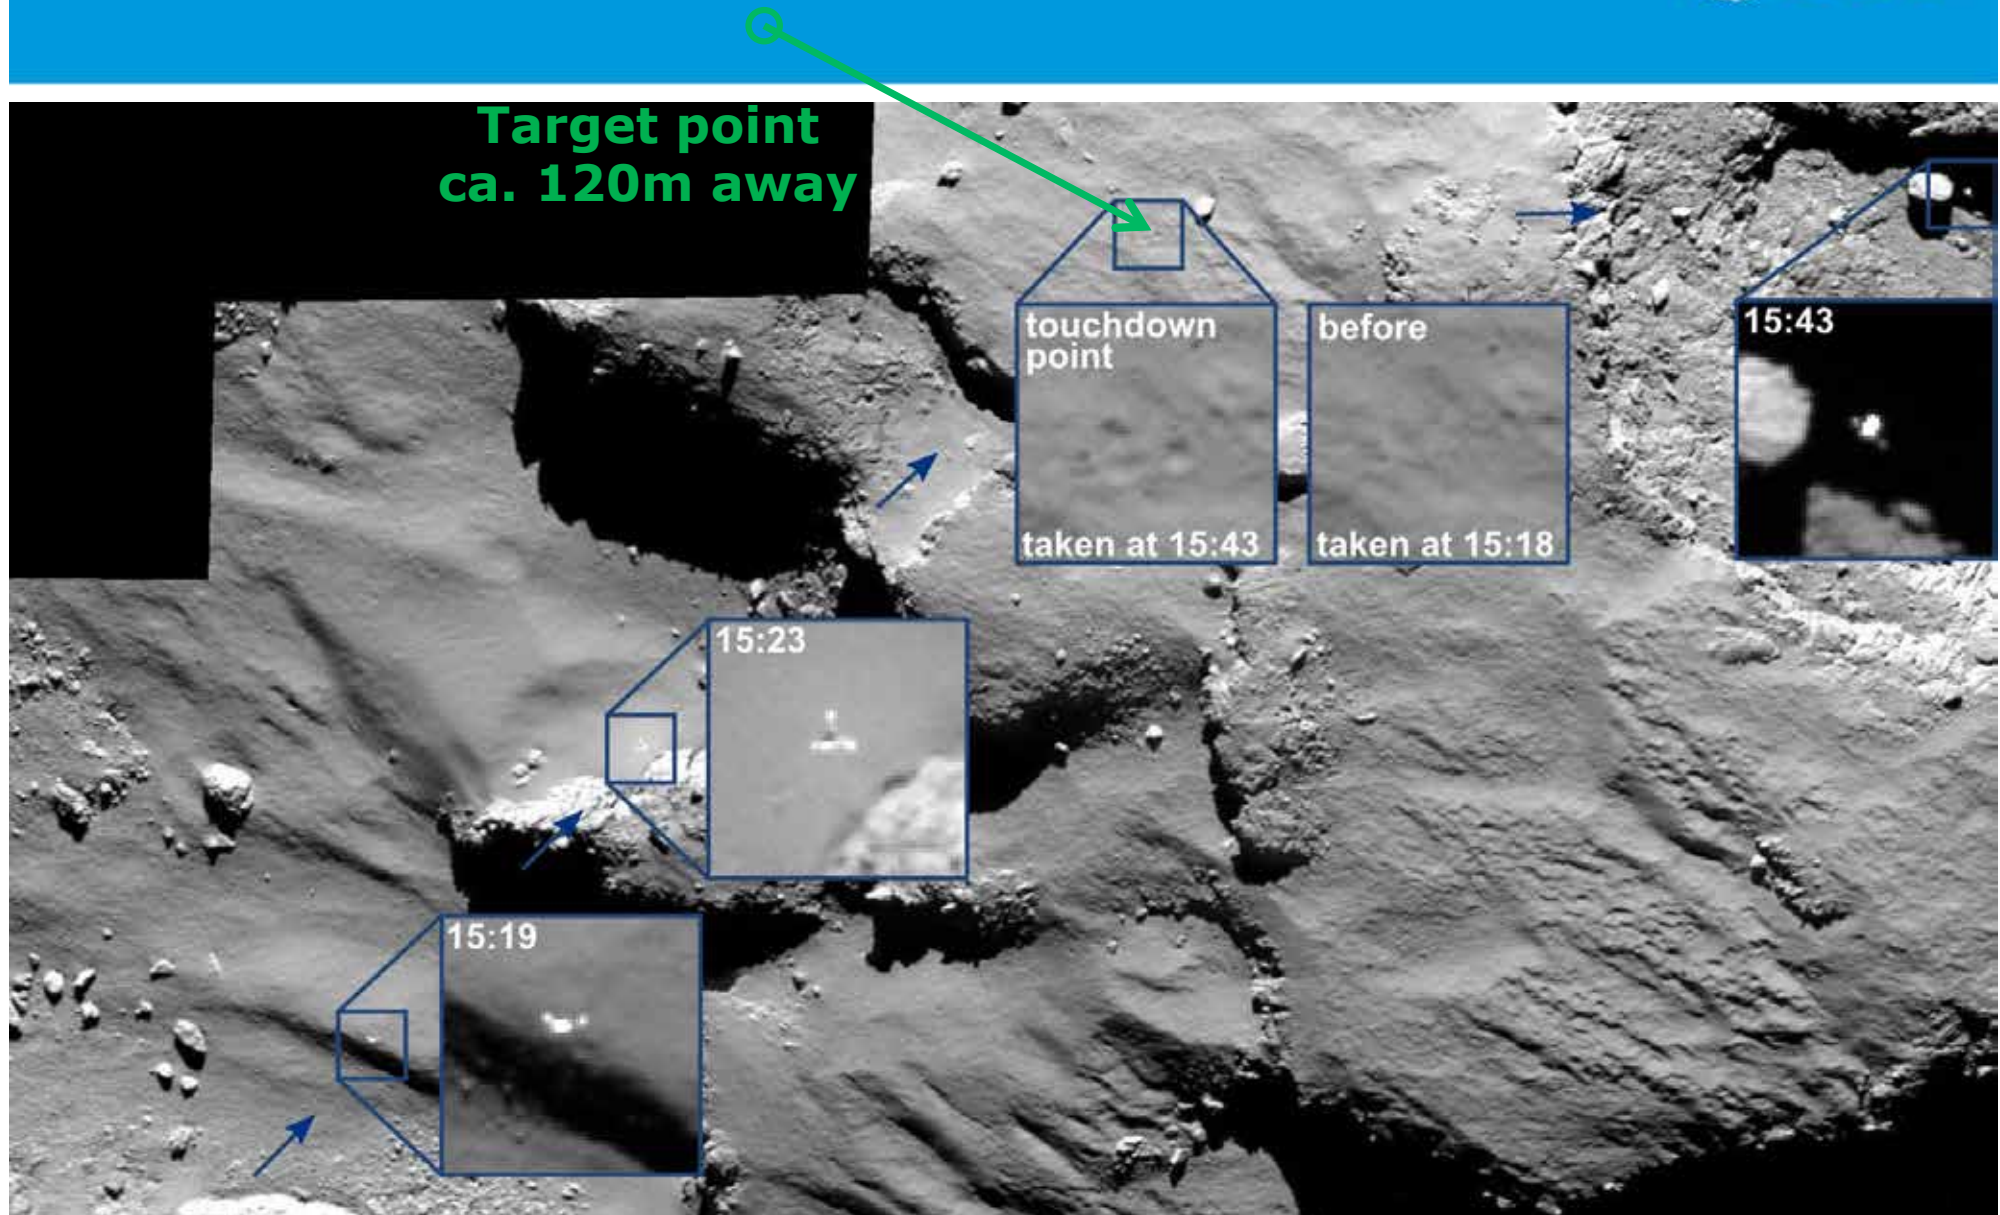 Target point
ca. 120m away
touchdown
point
taken at 15:43
before
taken at 15:18
15:43
15:23
15:19